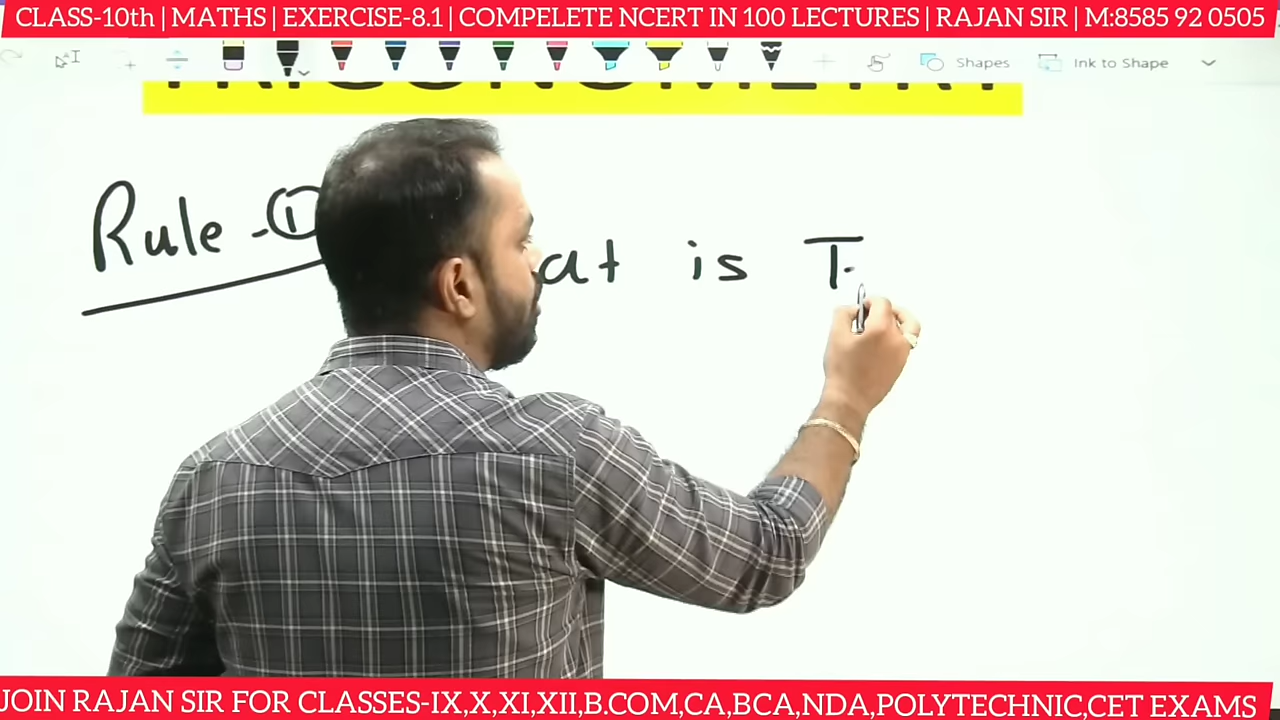 CLASS-10th | MATHS | EXERCISE-8.1 | COMPELETE NCERT IN 100 LECTURES | RAJAN SIR | M:8585 92 0505
Shapes
Ink to Shape
TRIGONOMETRY
Rule-①
at is T
JOIN RAJAN SIR FOR CLASSES-IX,X,XI,XII,B.COM,CA,BCA,NDA,POLYTECHNIC,CET EXAMS